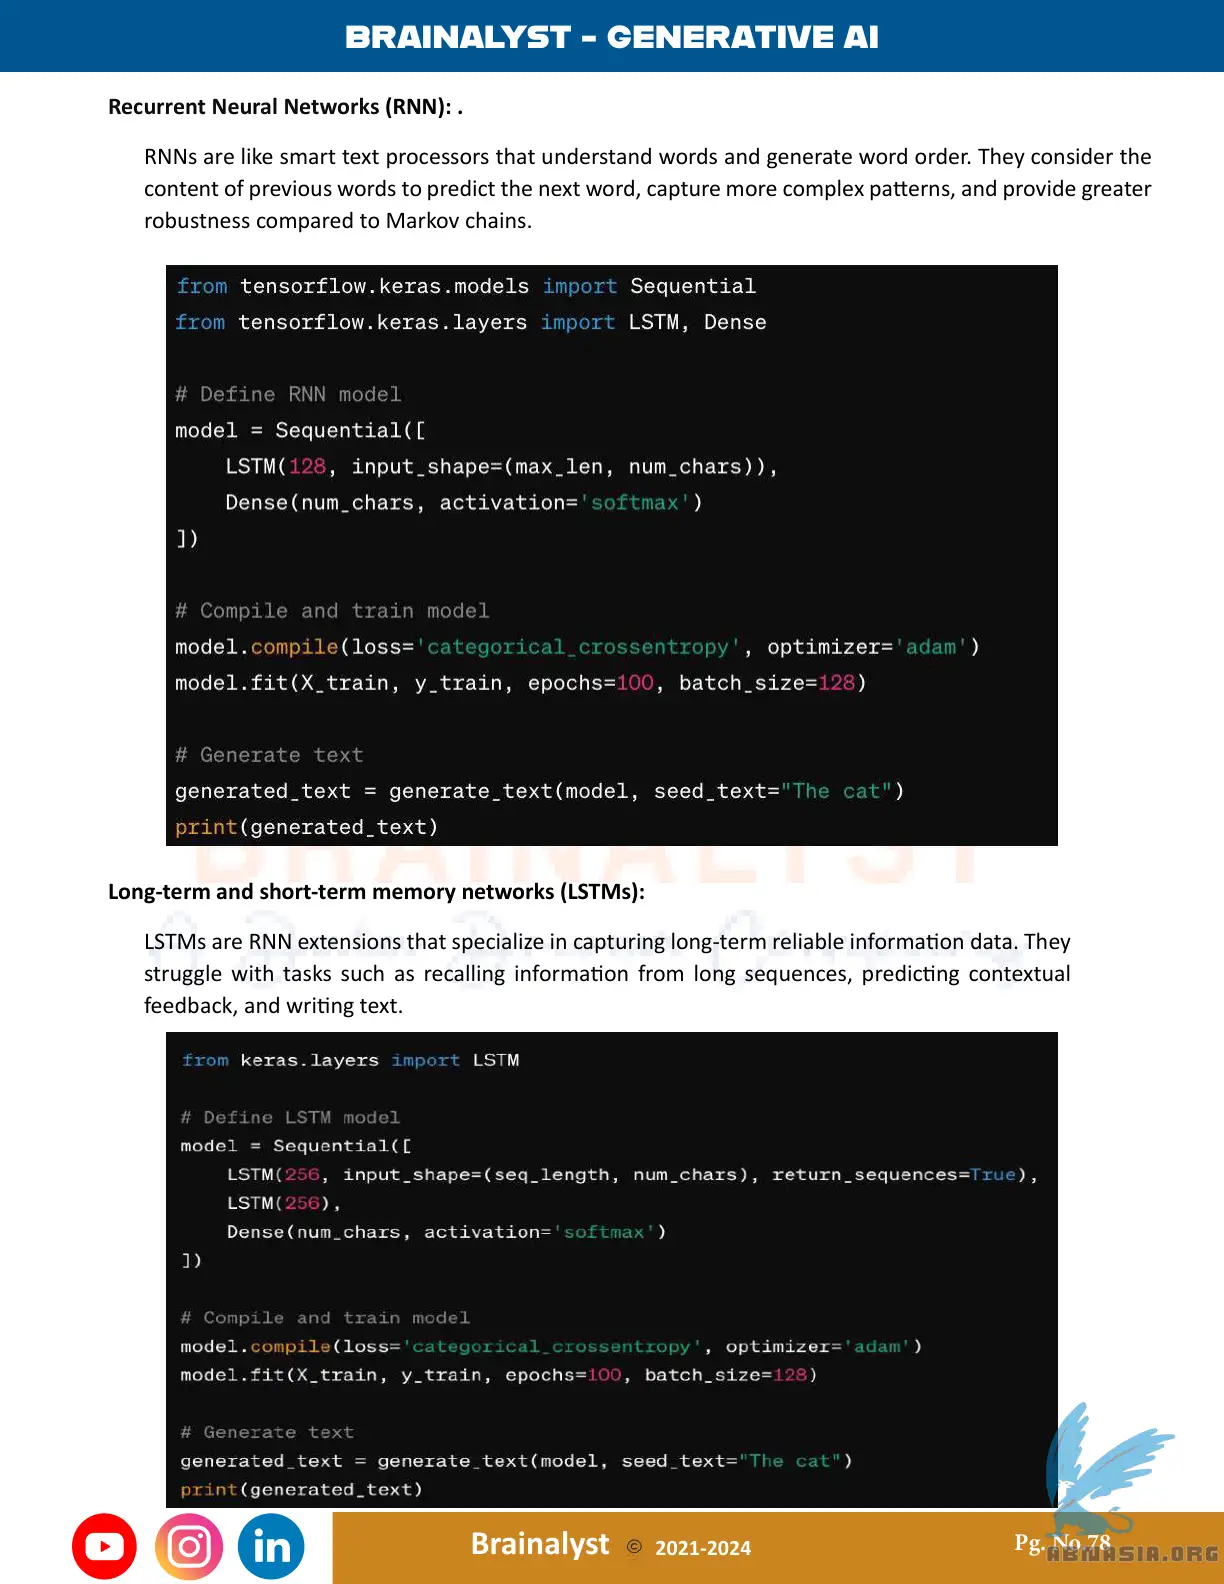 BRAINALYST - GENERATIVE AI
Recurrent Neural Networks (RNN): .
RNNs are like smart text processors that understand words and generate word order. They consider the
content of previous words to predict the next word, capture more complex patterns, and provide greater
robustness compared to Markov chains.
from tensorflow.keras.models import Sequential
from tensorflow.keras.layers import LSTM, Dense
# Define RNN model
model = Sequential([
    LSTM(128, input_shape=(max_len, num_chars)),
    Dense(num_chars, activation='softmax')
])
# Compile and train model
model.compile(loss='categorical_crossentropy', optimizer='adam')
model.fit(X_train, y_train, epochs=100, batch_size=128)
# Generate text
generated_text = generate_text(model, seed_text="The cat")
print(generated_text)
BRAINALYST
Long-term and short-term memory networks (LSTMs):
LSTMs are RNN extensions that specialize in capturing long-term reliable information data. They
struggle with tasks such as recalling information from long sequences, predicting contextual
feedback, and writing text.
from keras.layers import LSTM
# Define LSTM model
model = Sequential([
    LSTM(256, input_shape=(seq_length, num_chars), return_sequences=True),
    LSTM(256),
    Dense(num_chars, activation='softmax')
])
# Compile and train model
model.compile(loss='categorical_crossentropy', optimizer='adam')
model.fit(X_train, y_train, epochs=100, batch_size=128)
# Generate text
generated_text = generate_text(model, seed_text="The cat")
print(generated_text)
in
Brainalyst © 2021-2024
Pg. No 78
ABNASIA.ORG